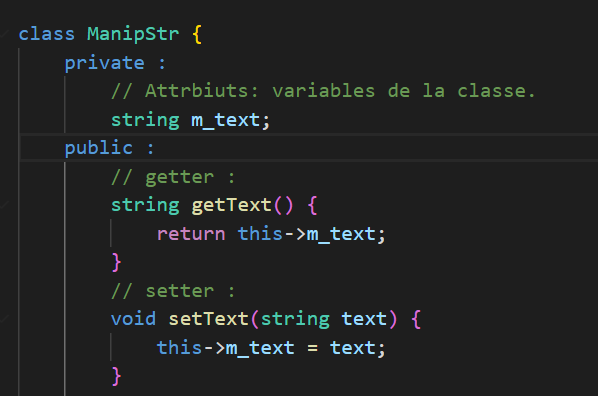 class ManipStr {
private :
// Attrbiuts: variables de la classe.
string m_text;
public :
// getter :
string getText() {
return this->m_text;
}
// setter :
void setText(string text) {
this->m_text = text;
}